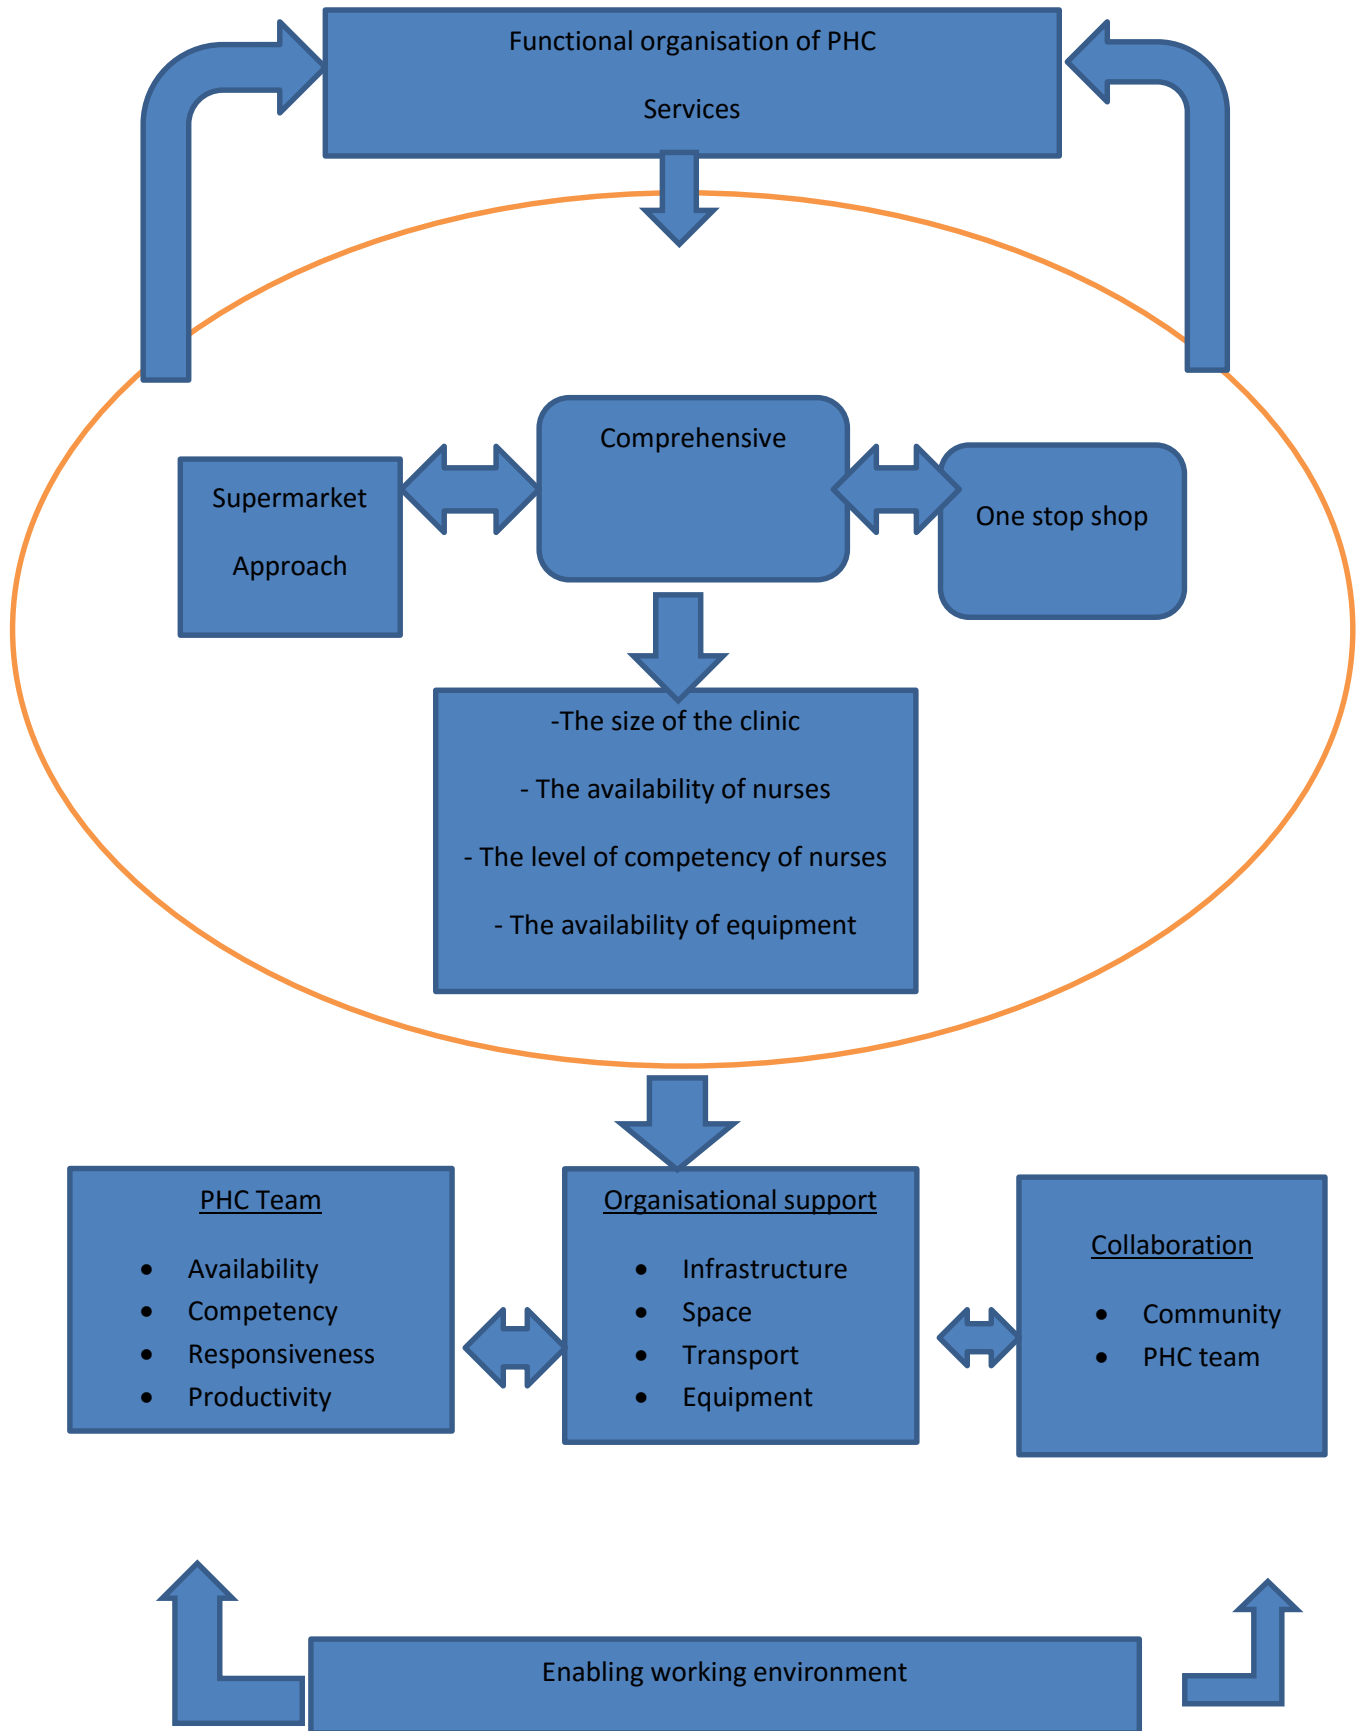 Functional organisation of PHC
Services
Comprehensive
Supermarket
Approach
One stop shop
-The size of the clinic
- The availability of nurses
- The level of competency of nurses
- The availability of equipment
PHC Team
• Availability
• Competency
• Responsiveness
• Productivity
Organisational support
• Infrastructure
• Space
• Transport
• Equipment
Collaboration
• Community
• PHC team
Enabling working environment